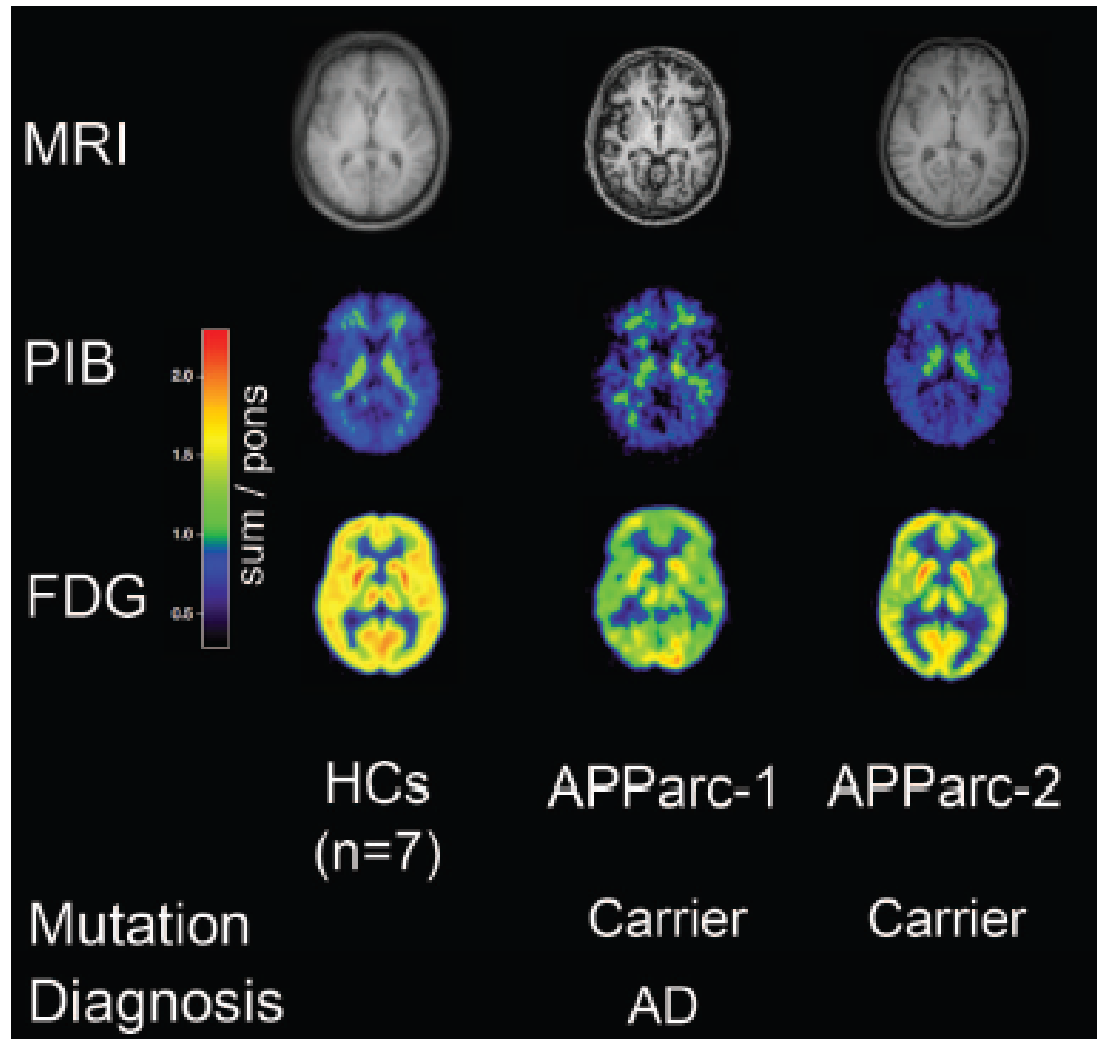 MRI
PIB
2.0
1.5
1.0
0.5
sum / pons
FDG
HCs
(n=7)
APParc-1
APParc-2
Mutation
Carrier
Carrier
Diagnosis
AD